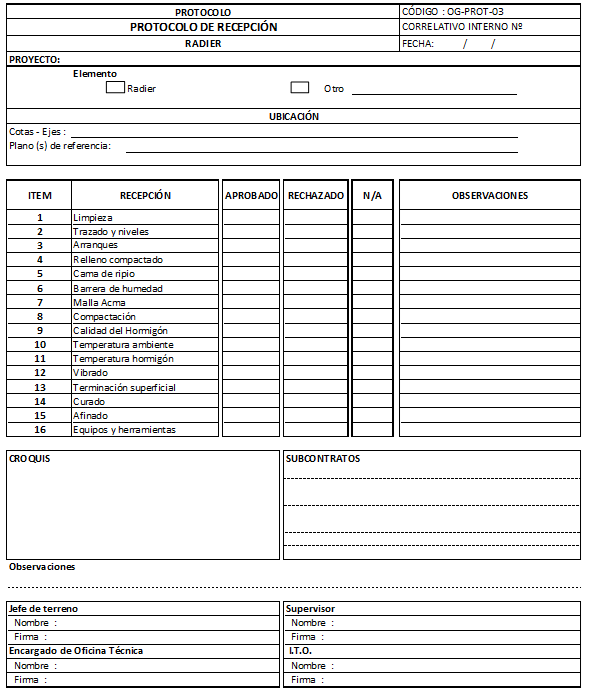 PROTOCOLO
CÓDIGO : OG-PROT-03
PROTOCOLO DE RECEPCIÓN
CORRELATIVO INTERNO Nº
RADIER
FECHA: / /
PROYECTO:
Elemento
Radier
Otro
UBICACIÓN
Cotas - Ejes :
Plano (s) de referencia:
ITEM RECEPCIÓN APROBADO RECHAZADO N/A OBSERVACIONES
1 Limpieza
2 Trazado y niveles
3 Arranques
4 Relleno compactado
5 Cama de ripio
6 Barrera de humedad
7 Malla Acma
8 Compactación
9 Calidad del Hormigón
10 Temperatura ambiente
11 Temperatura hormigón
12 Vibrado
13 Terminación superficial
14 Curado
15 Afinado
16 Equipos y herramientas
CROQUIS
SUBCONTRATOS
Observaciones
Jefe de terreno
Nombre :
Firma :
Supervisor
Nombre :
Firma :
Encargado de Oficina Técnica
Nombre :
Firma :
I.T.O.
Nombre :
Firma :